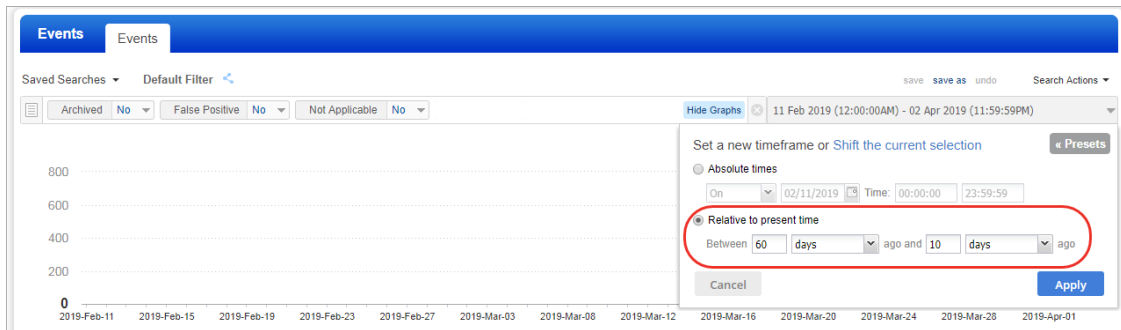 Events Events
Saved Searches Default Filter save save as undo Search Actions
Archived No False Positive No Not Applicable No Hide Graphs 11 Feb 2019 (12:00:00AM) - 02 Apr 2019 (11:59:59PM)
Set a new timeframe or Shift the current selection « Presets
Absolute times
On 02/11/2019 Time: 00:00:00 23:59:59
Relative to present time
Between 60 days ago and 10 days ago
Cancel Apply
800
600
400
200
0
2019-Feb-11 2019-Feb-15 2019-Feb-19 2019-Feb-23 2019-Feb-27 2019-Mar-03 2019-Mar-08 2019-Mar-12 2019-Mar-16 2019-Mar-20 2019-Mar-24 2019-Mar-28 2019-Apr-01